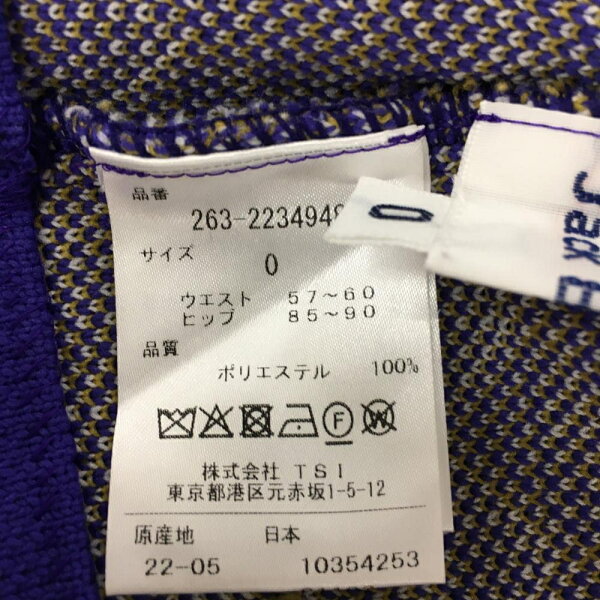 品番
263-2234948
サイズ
0
ウエスト 57～60
ヒップ 85～90
品質
ポリエステル 100%
F
W
株式会社 TSI
東京都港区元赤坂1-5-12
原産地 日本
22-05 10354253
0
Jack